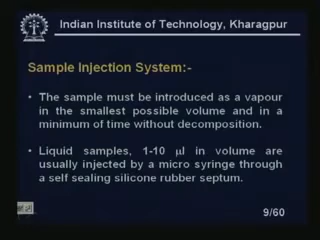 Indian Institute of Technology, Kharagpur
Sample Injection System:-
• The sample must be introduced as a vapour
in the smallest possible volume and in a
minimum of time without decomposition.
• Liquid samples, 1-10 μl in volume are
usually injected by a micro syringe through
a self sealing silicone rubber septum.
9/60